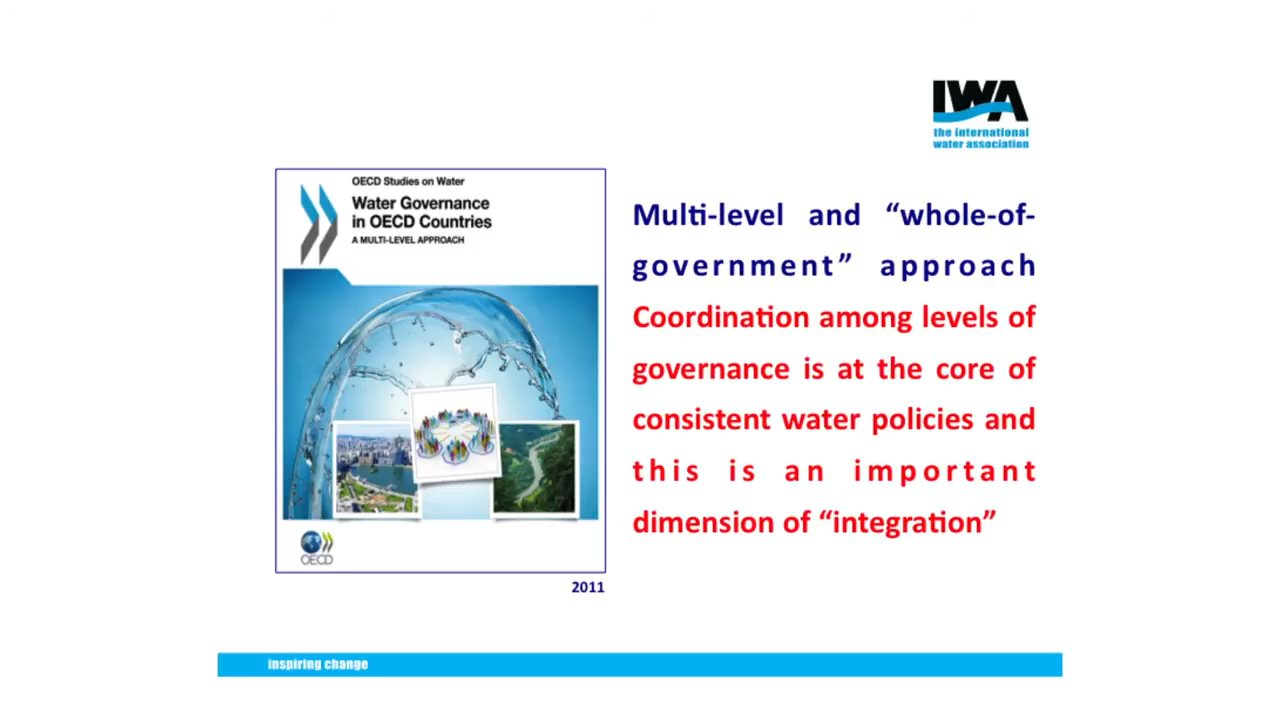 IWA
the international
water association
OECD Studies on Water
Water Governance
in OECD Countries
A MULTI-LEVEL APPROACH
OECD
2011
Multi-level and “whole-of-
government” approach
Coordination among levels of
governance is at the core of
consistent water policies and
this is an important
dimension of “integration”
inspiring change